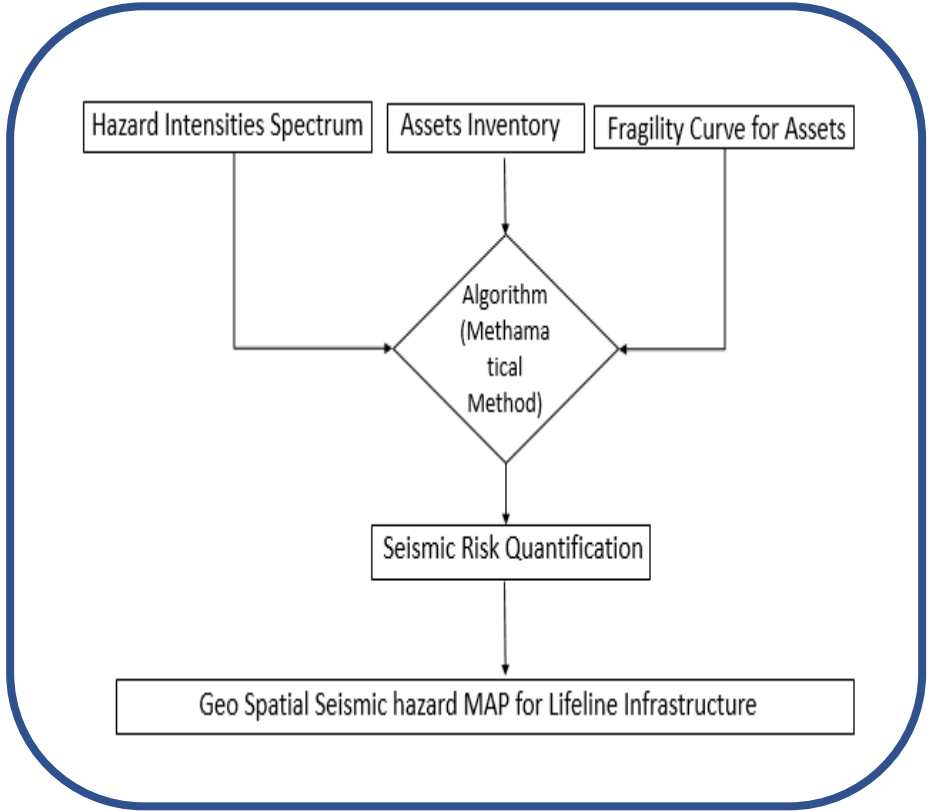 Hazard Intensities Spectrum
Assets Inventory
Fragility Curve for Assets
Algorithm
(Methama
tical
Method)
Seismic Risk Quantification
Geo Spatial Seismic hazard MAP for Lifeline Infrastructure